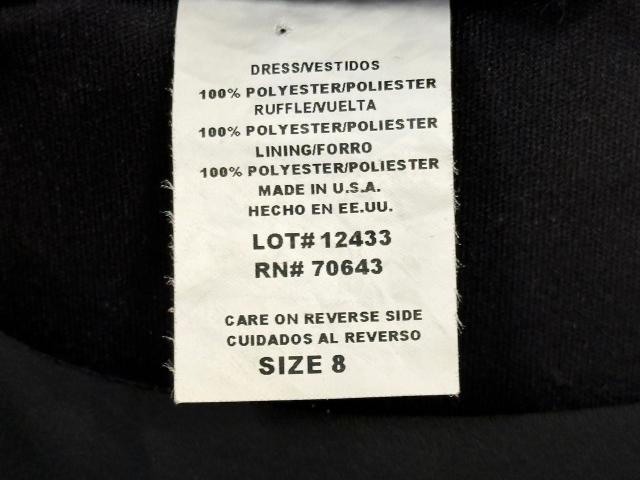 DRESS/VESTIDOS
100% POLYESTER/POLIESTER
RUFFLE/VUELTA
100% POLYESTER/POLIESTER
LINING/FORRO
100% POLYESTER/POLIESTER
MADE IN U.S.A.
HECHO EN EE.UU.
LOT# 12433
RN# 70643
CARE ON REVERSE SIDE
CUIDADOS AL REVERSO
SIZE 8